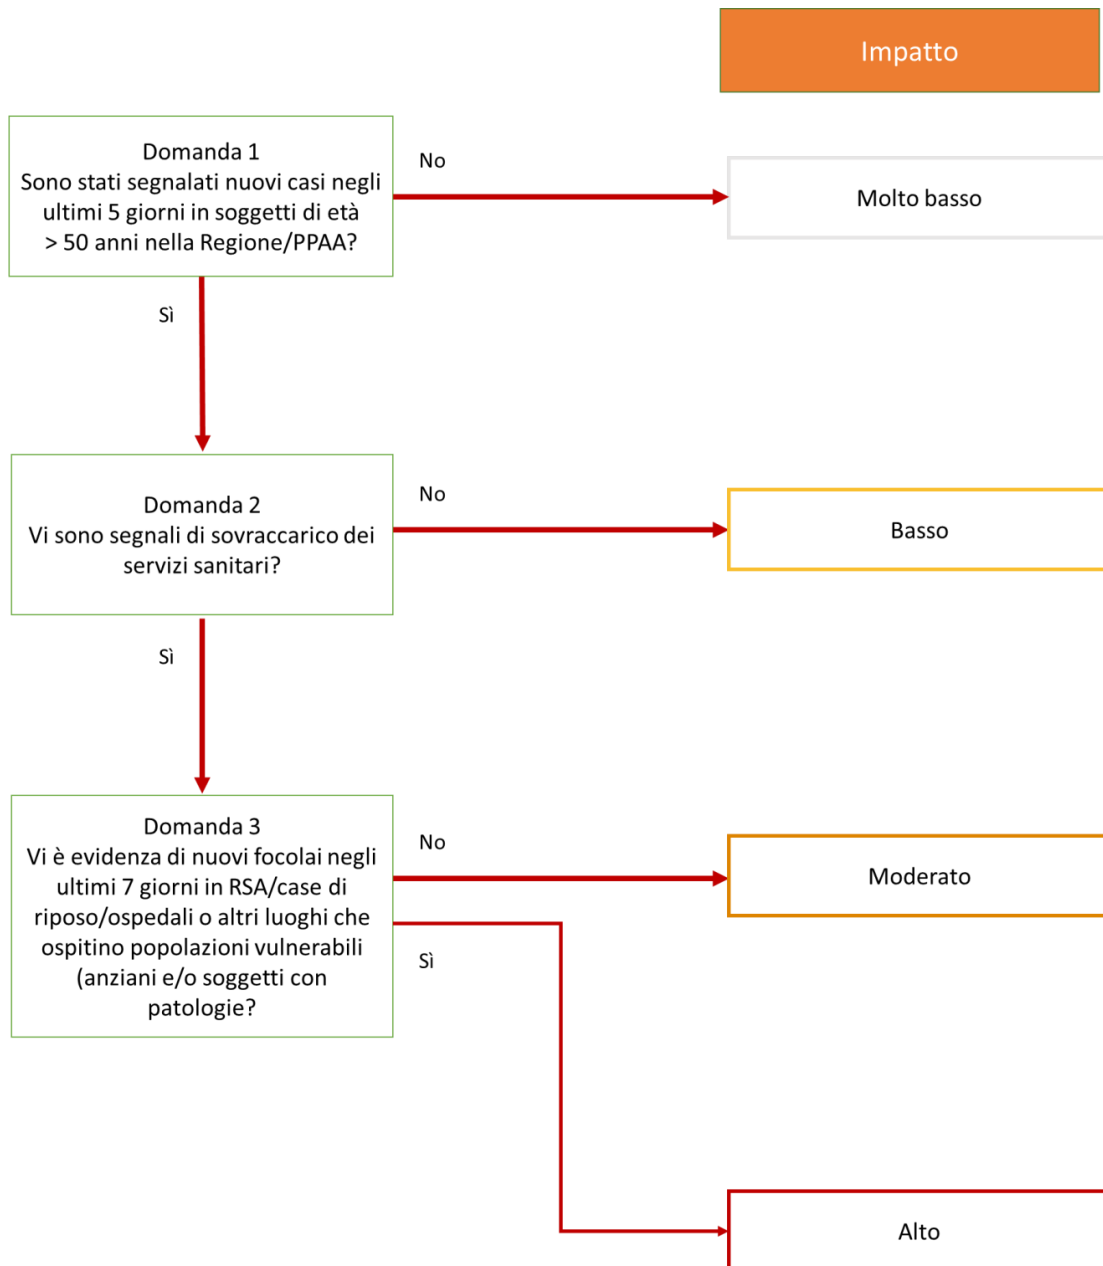 Impatto
Domanda 1
Sono stati segnalati nuovi casi negli
ultimi 5 giorni in soggetti di età
> 50 anni nella Regione/PPAA?
No
Molto basso
Sì
Domanda 2
Vi sono segnali di sovraccarico dei
servizi sanitari?
No
Basso
Sì
Domanda 3
Vi è evidenza di nuovi focolai negli
ultimi 7 giorni in RSA/case di
riposo/ospedali o altri luoghi che
ospitino popolazioni vulnerabili
(anziani e/o soggetti con
patologie?
No
Moderato
Sì
Alto